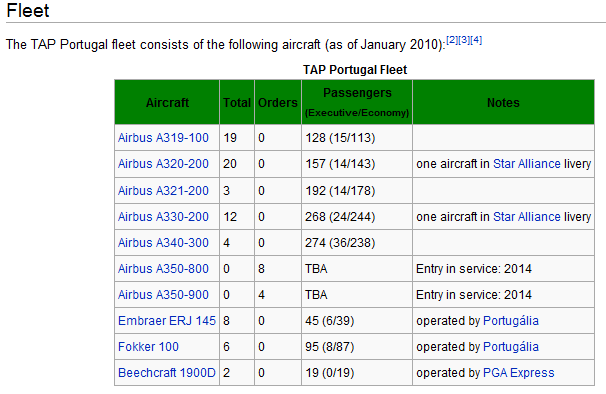 Fleet
The TAP Portugal fleet consists of the following aircraft (as of January 2010):[2][3][4]
TAP Portugal Fleet
Aircraft Total Orders Passengers (Executive/Economy) Notes
Airbus A319-100 19 0 128 (15/113)
Airbus A320-200 20 0 157 (14/143) one aircraft in Star Alliance livery
Airbus A321-200 3 0 192 (14/178)
Airbus A330-200 12 0 268 (24/244) one aircraft in Star Alliance livery
Airbus A340-300 4 0 274 (36/238)
Airbus A350-800 0 8 TBA Entry in service: 2014
Airbus A350-900 0 4 TBA Entry in service: 2014
Embraer ERJ 145 8 0 45 (6/39) operated by Portugália
Fokker 100 6 0 95 (8/87) operated by Portugália
Beechcraft 1900D 2 0 19 (0/19) operated by PGA Express